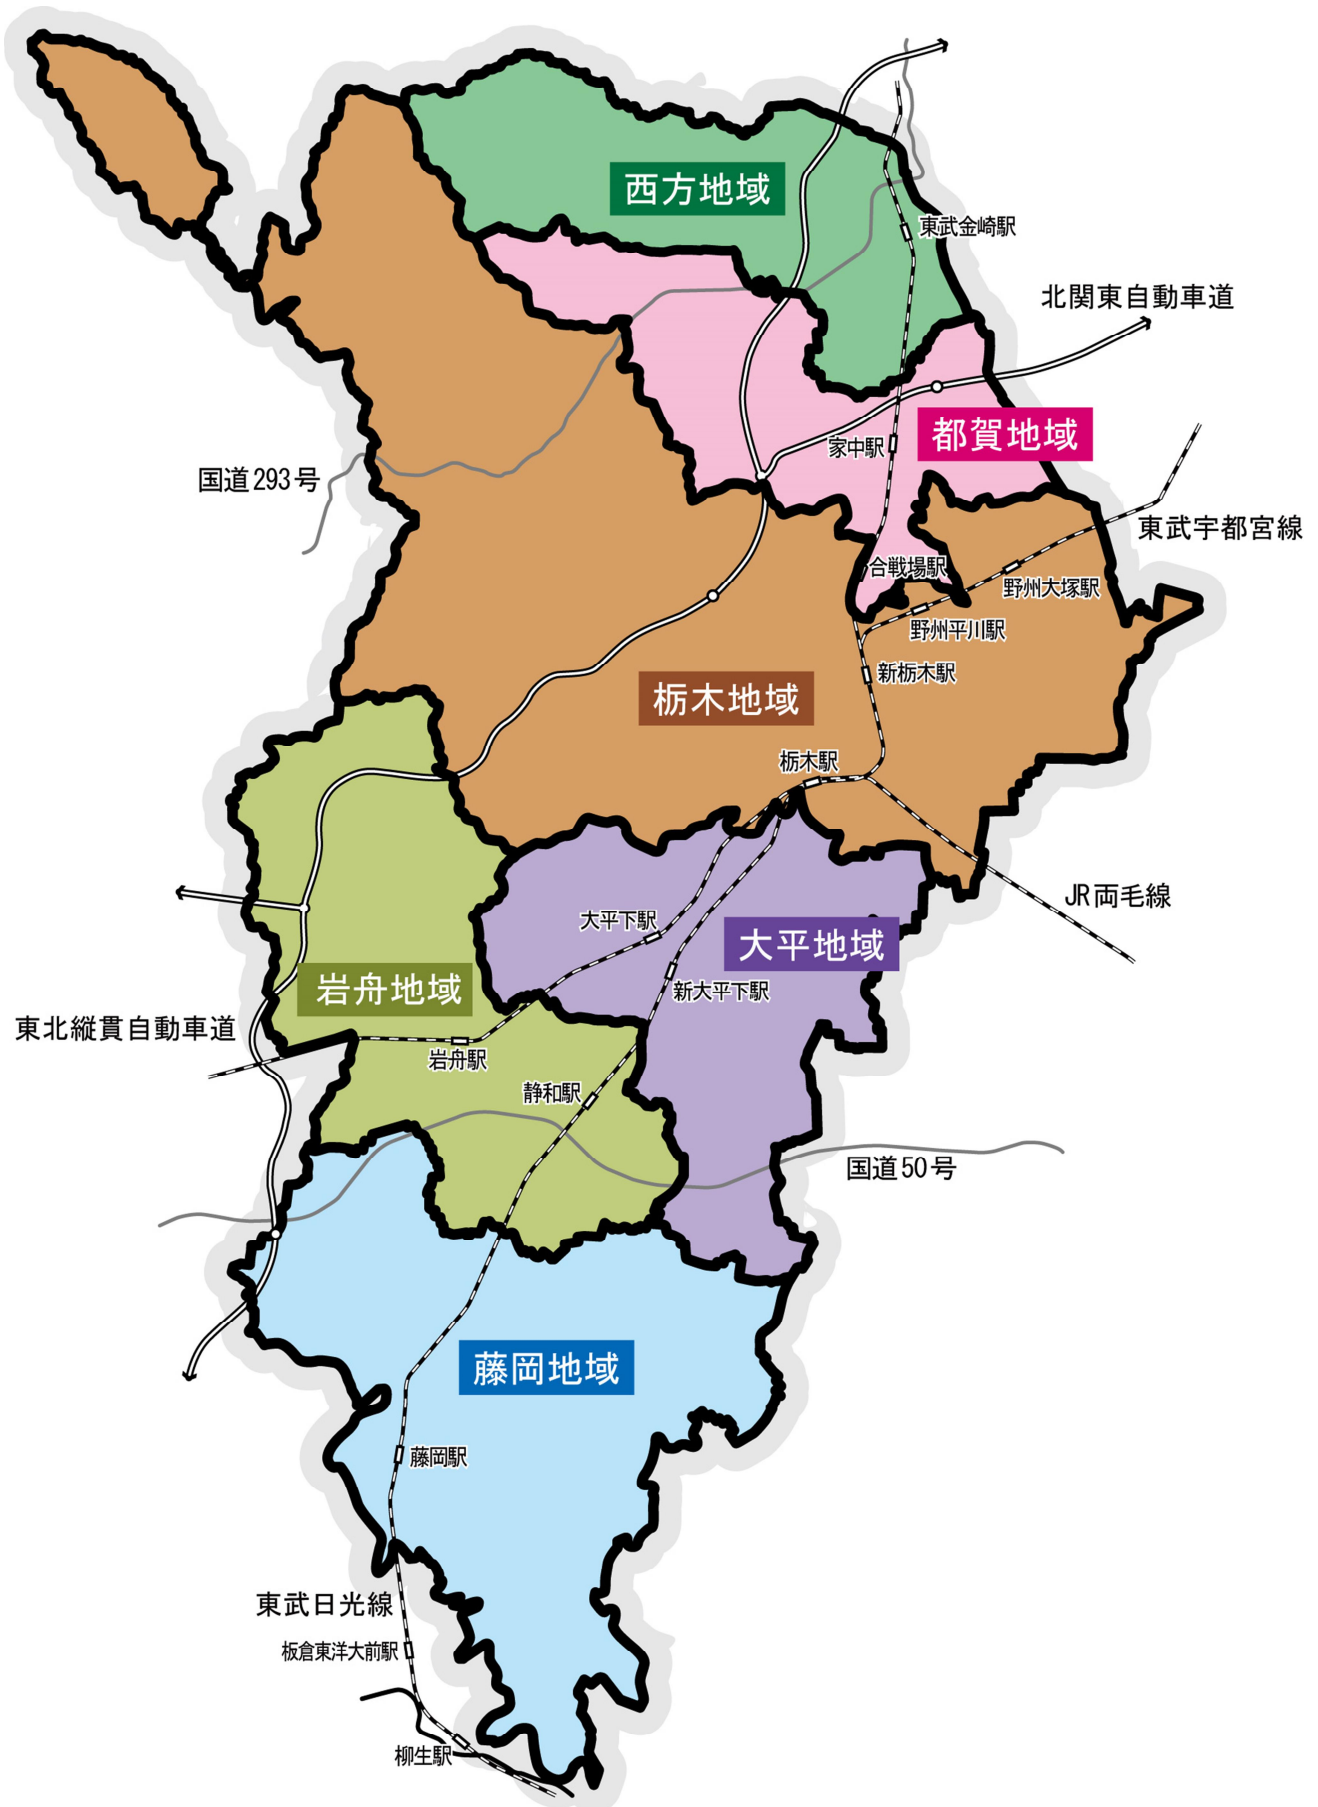 西方地域
東武金崎駅
北関東自動車道
都賀地域
家中駅
国道293号
東武宇都宮線
合戦場駅
野州大塚駅
野州平川駅
新栃木駅
栃木地域
栃木駅
JR両毛線
大平下駅
大平地域
岩舟地域
新大平下駅
東北縦貫自動車道
岩舟駅
静和駅
国道50号
藤岡地域
藤岡駅
東武日光線
板倉東洋大前駅
柳生駅